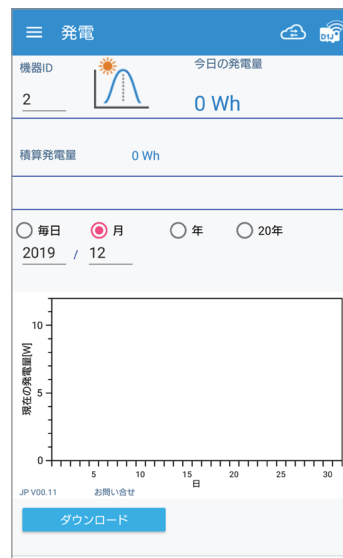 発電
D1J
機器ID
今日の発電量
2
0 Wh
積算発電量
0 Wh
毎日
月
年
20年
2019 / 12
現在の発電量[W]
10
5
0
5
10
15
20
25
30
日
JP V00.11
お問い合せ
ダウンロード